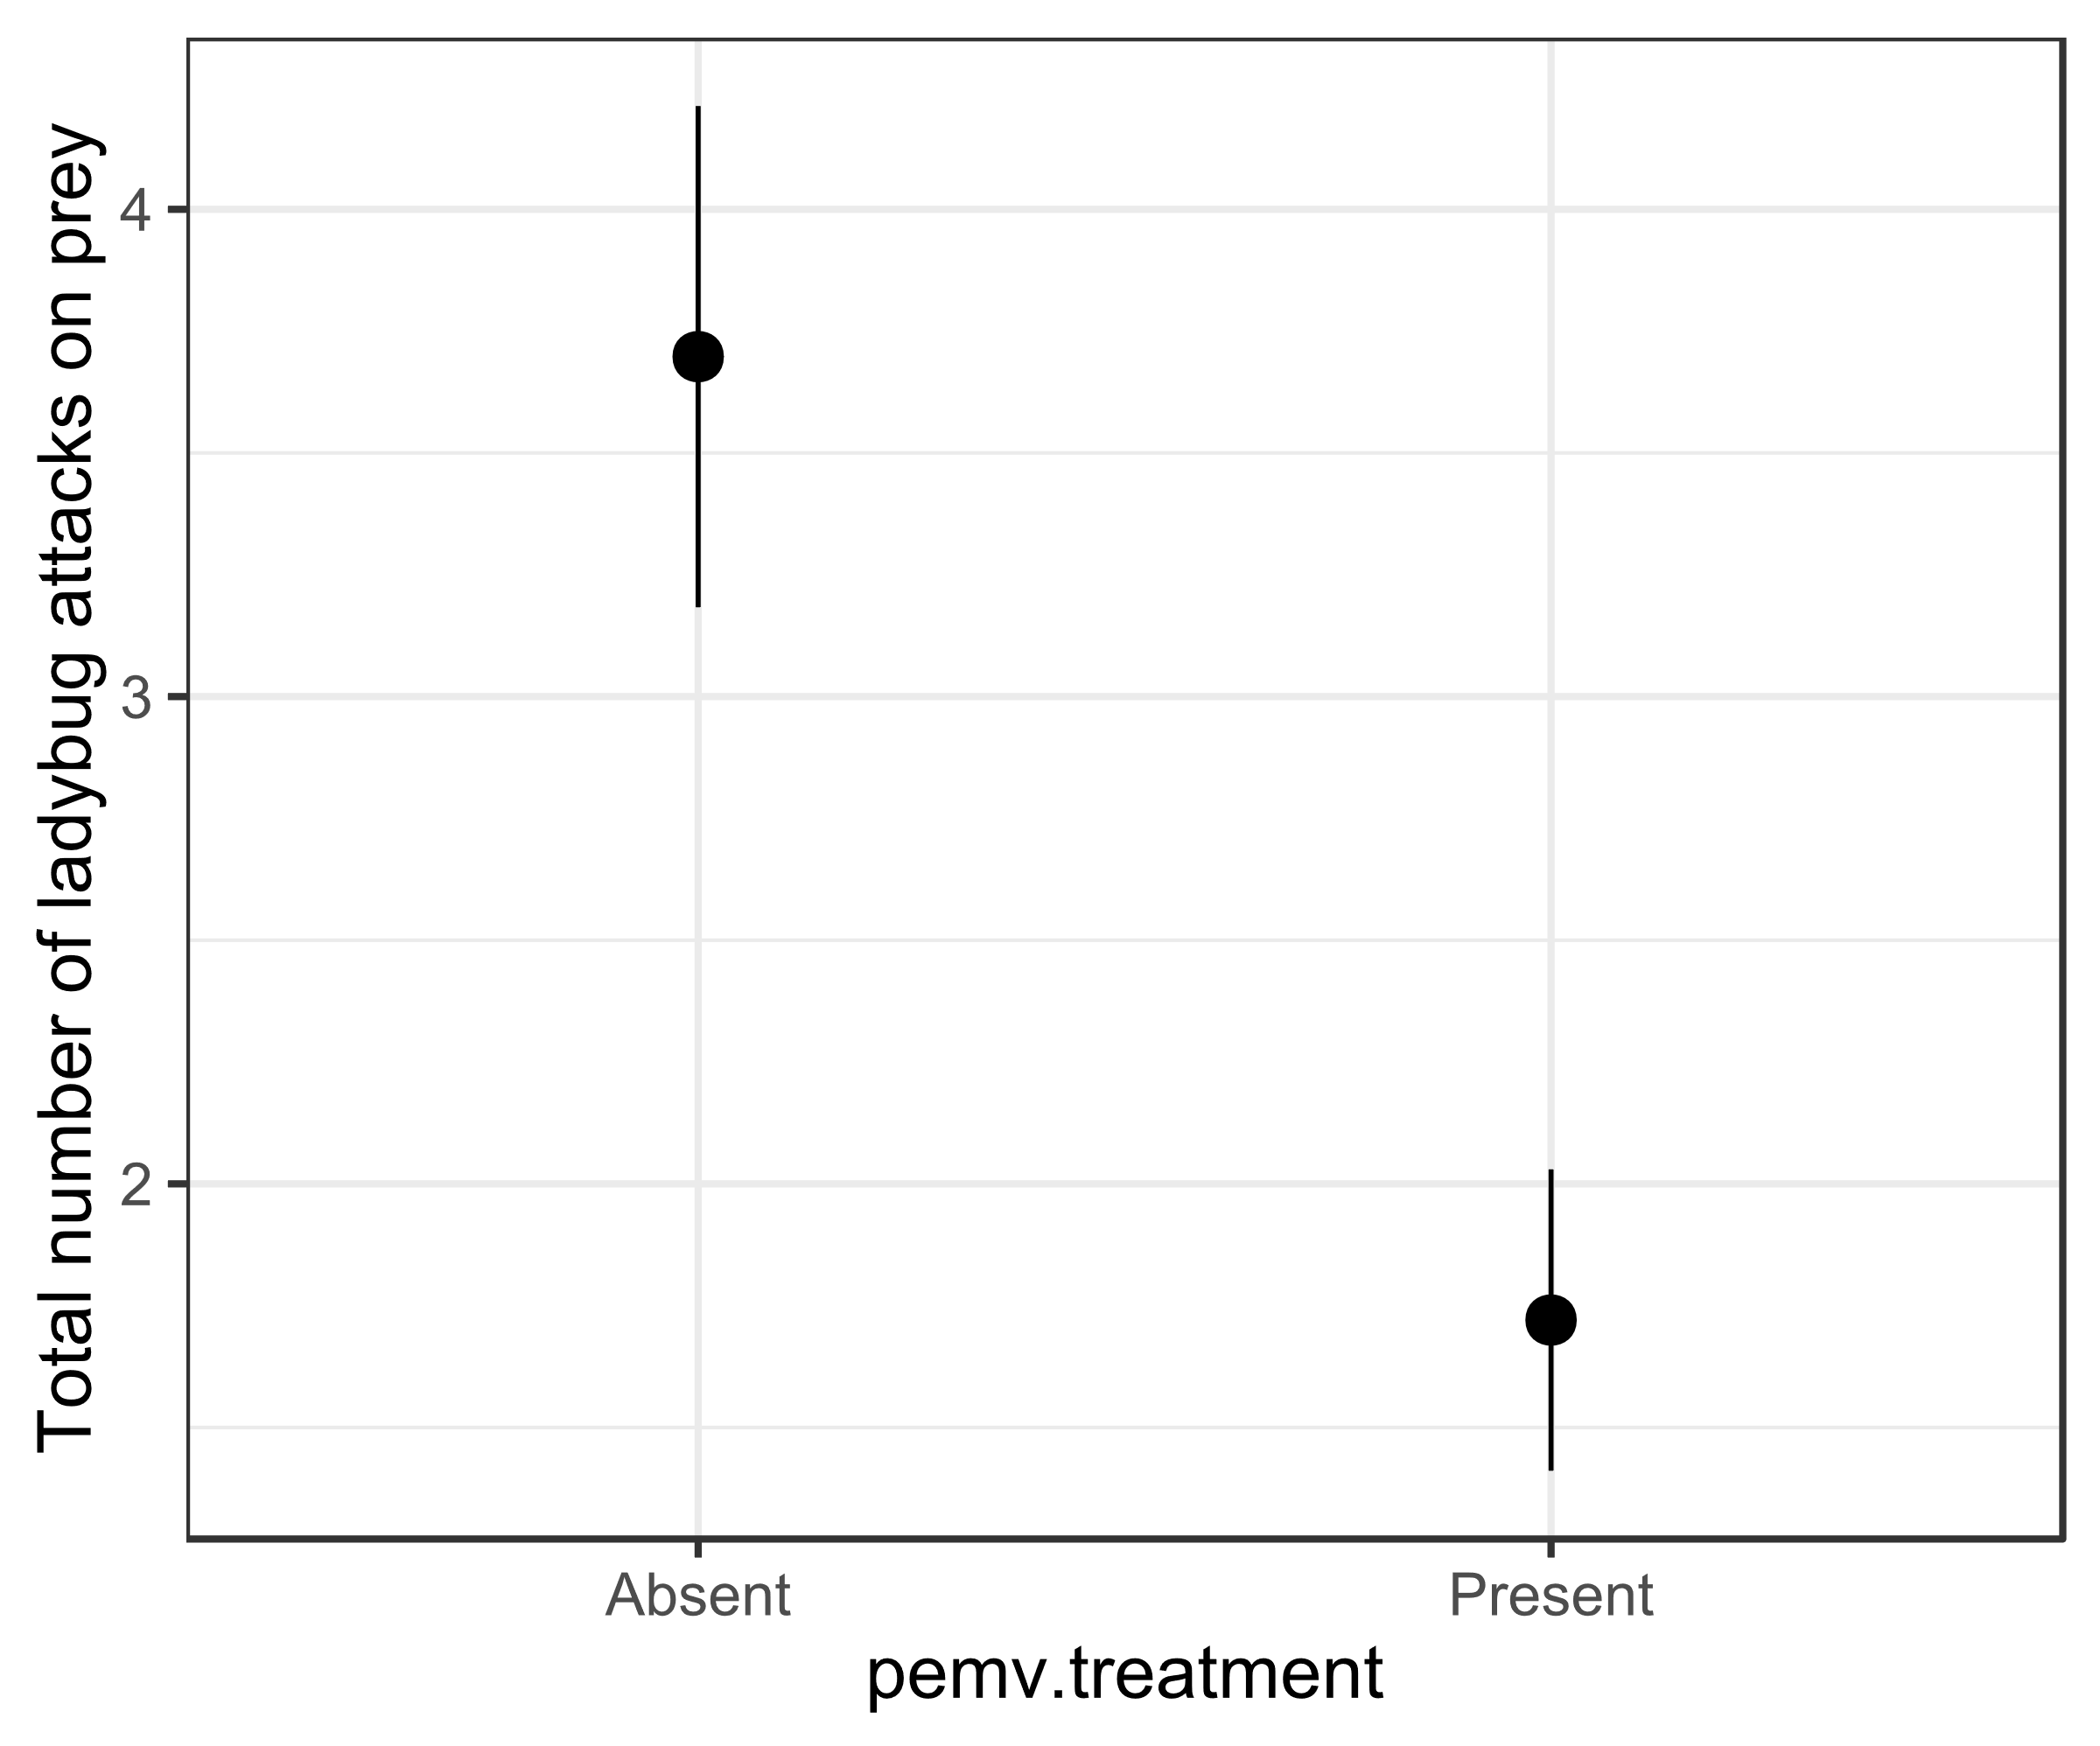 Total number of ladybug attacks on prey
4
3
2
Absent Present
pemv.treatment